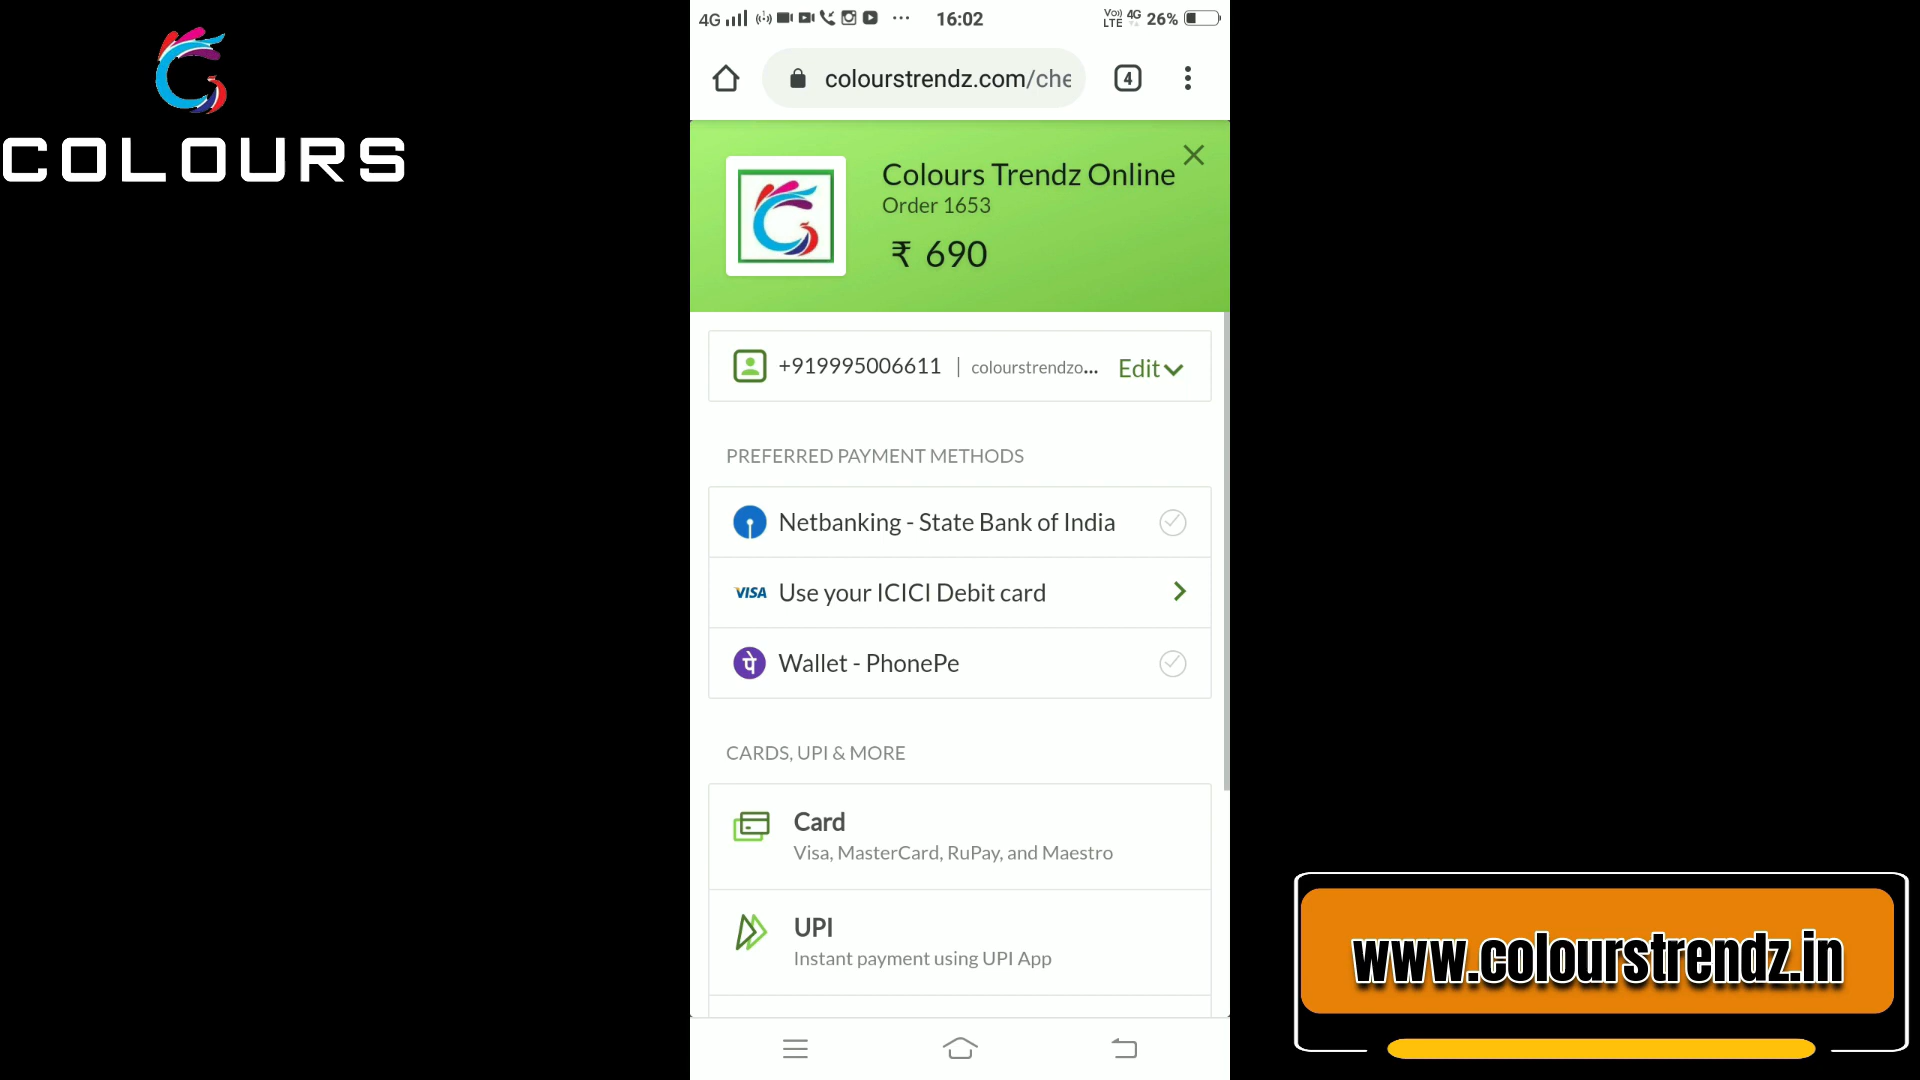 COLOURS
4G 16:02 Vo)) LTE 4G 26%
colourstrendz.com/che 4
Colours Trendz Online
Order 1653
₹ 690
+919995006611 | colourstrendzo... Edit
PREFERRED PAYMENT METHODS
Netbanking - State Bank of India
VISA Use your ICICI Debit card
पे Wallet - PhonePe
CARDS, UPI & MORE
Card
Visa, MasterCard, RuPay, and Maestro
UPI
Instant payment using UPI App
www.colourstrendz.in